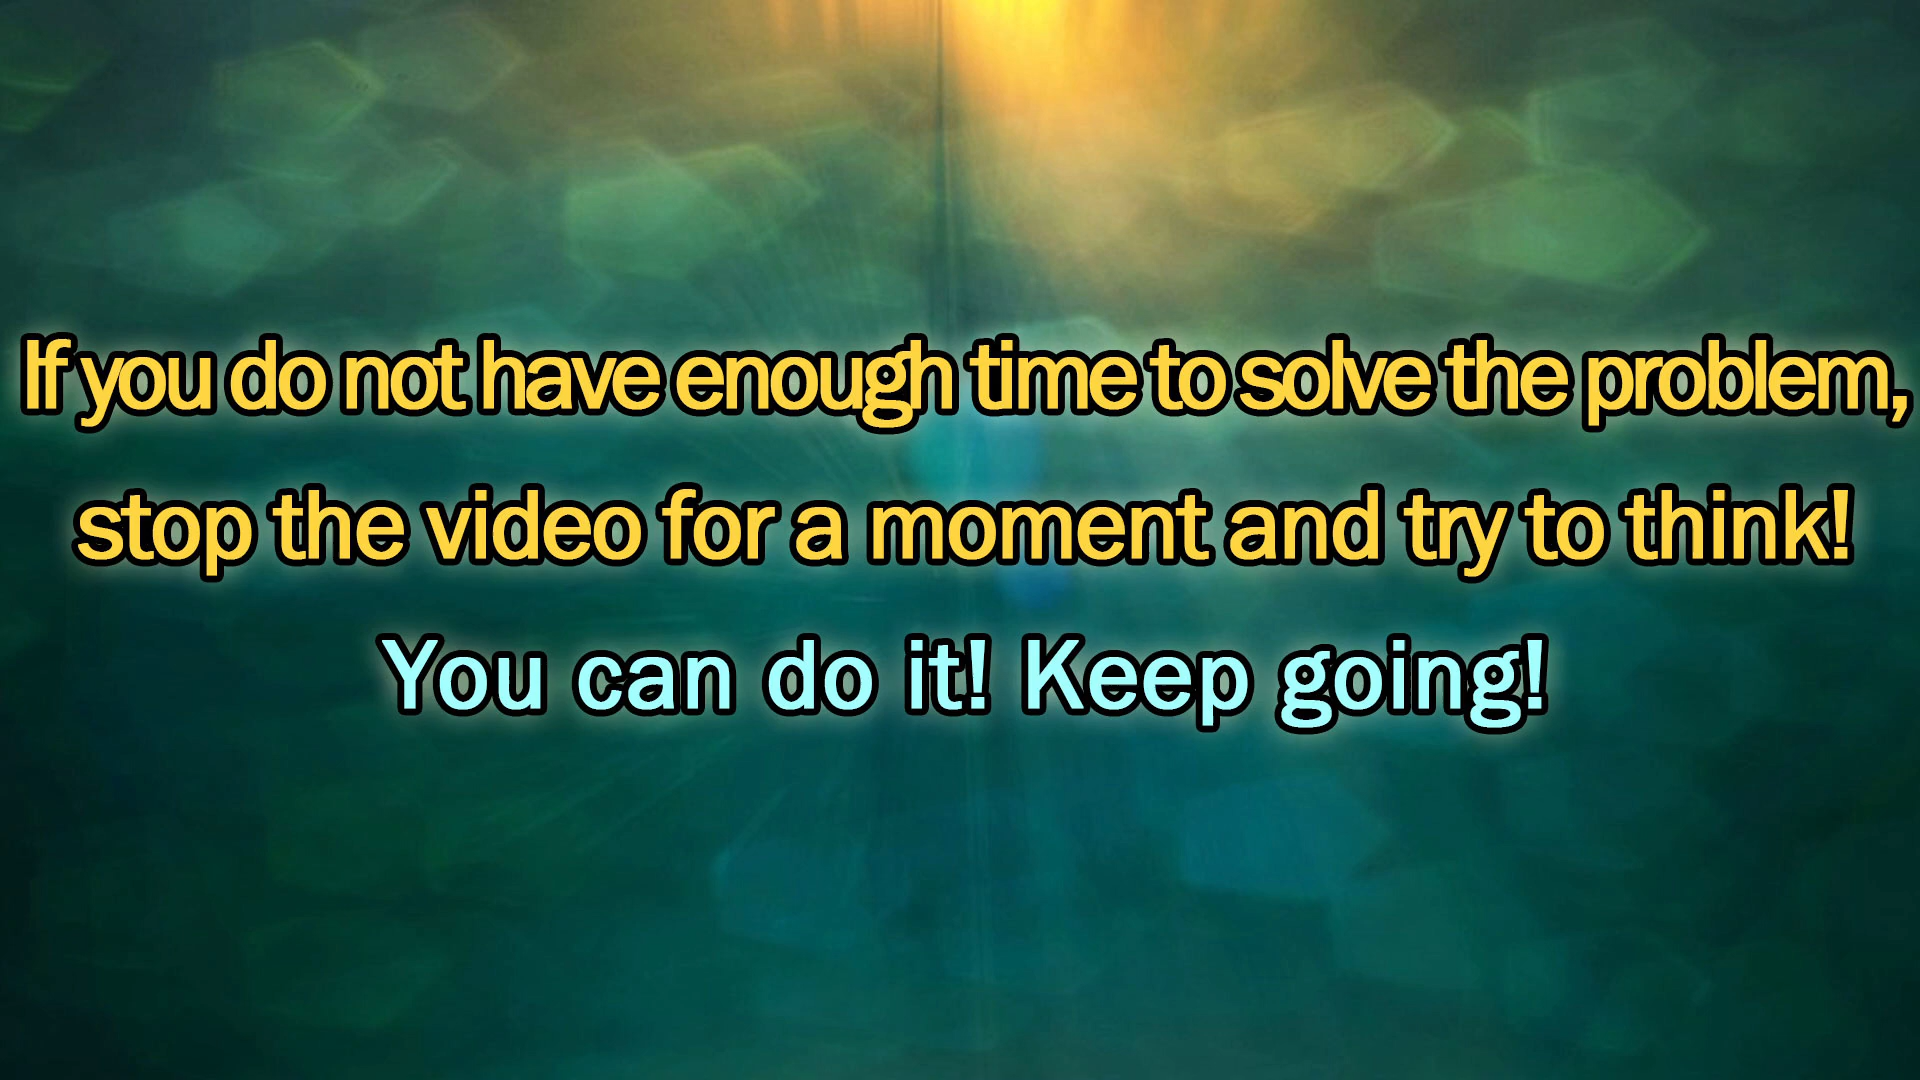 If you do not have enough time to solve the problem,
stop the video for a moment and try to think!
You can do it! Keep going!